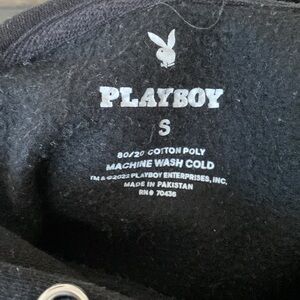 PLAYBOY
S
80/20 COTTON POLY
MACHINE WASH COLD
TM & ©2022 PLAYBOY ENTERPRISES, INC.
MADE IN PAKISTAN
RN# 70436